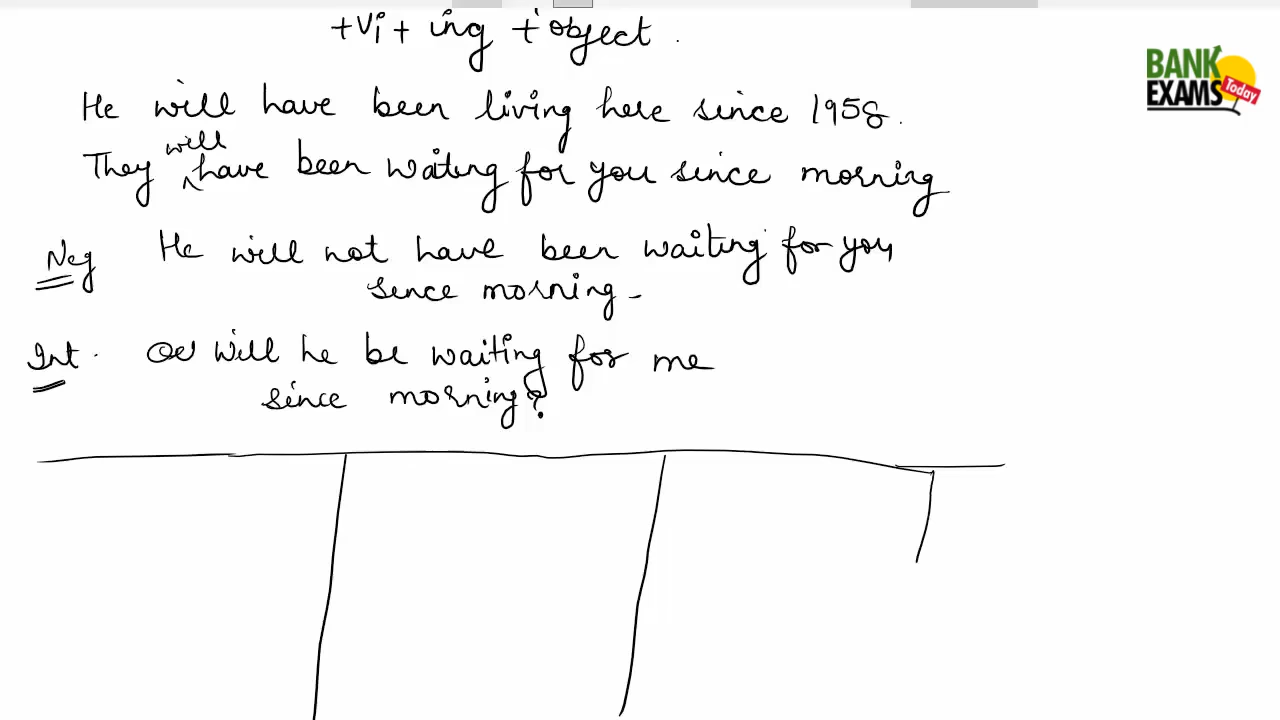 +V1+ ing + object.
BANK EXAMS Today
He will have been living here since 1958.
They will have been waiting for you since morning
Neg He will not have been waiting for you
sence morning-
Int. will he be waiting for me
since morning?